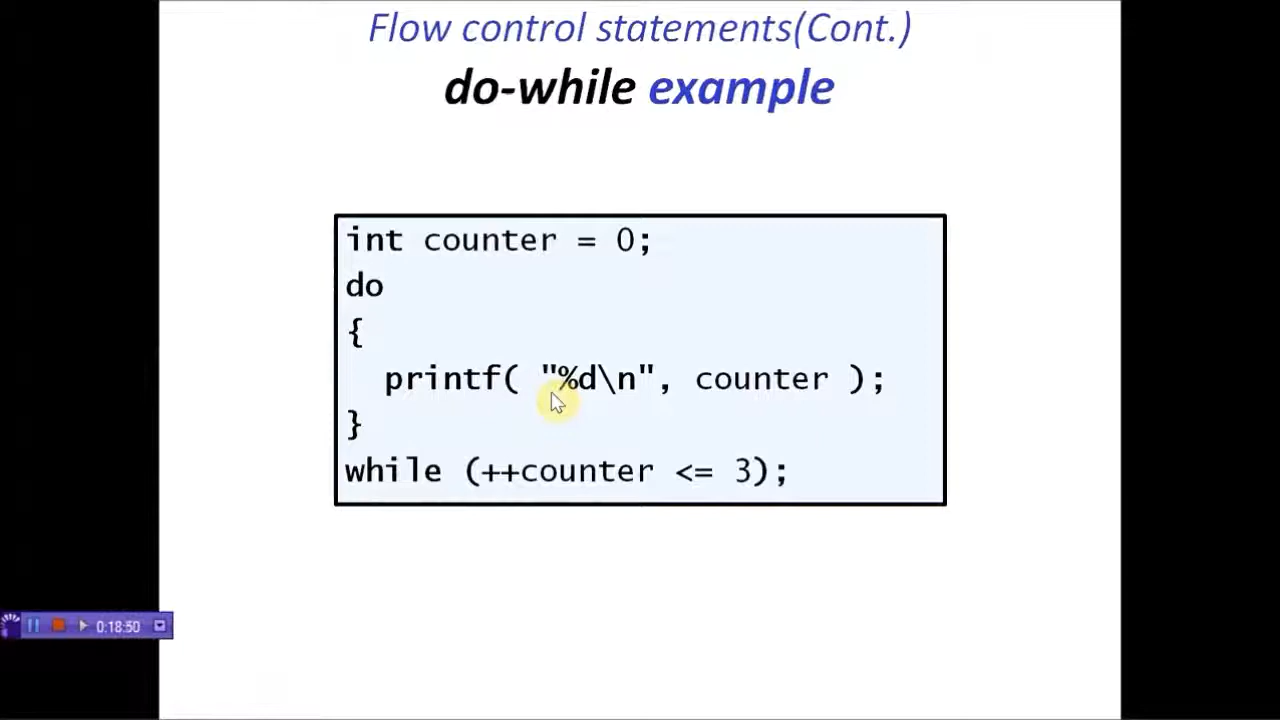 Flow control statements(Cont.)
do-while example
int counter = 0;
do
{
printf( "%d\n", counter );
}
while (++counter <= 3);
0:18:50